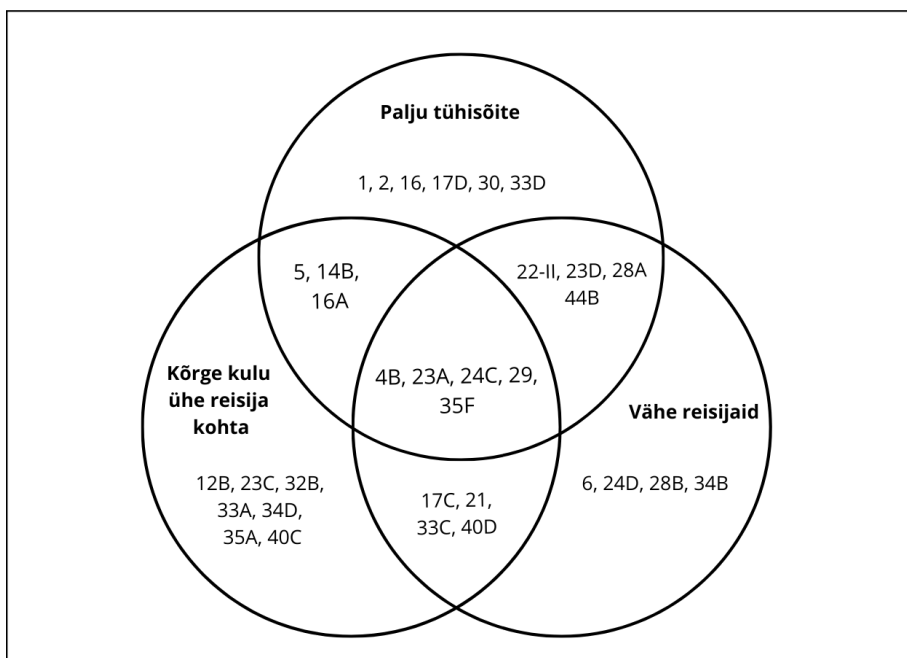 Palju tühisõite
1, 2, 16, 17D, 30, 33D
5, 14B,
16A
22-II, 23D, 28A
44B
4B, 23A, 24C, 29,
35F
Kõrge kulu
ühe reisija
kohta
Vähe reisijaid
12B, 23C, 32B,
33A, 34D,
35A, 40C
17C, 21,
33C, 40D
6, 24D, 28B, 34B